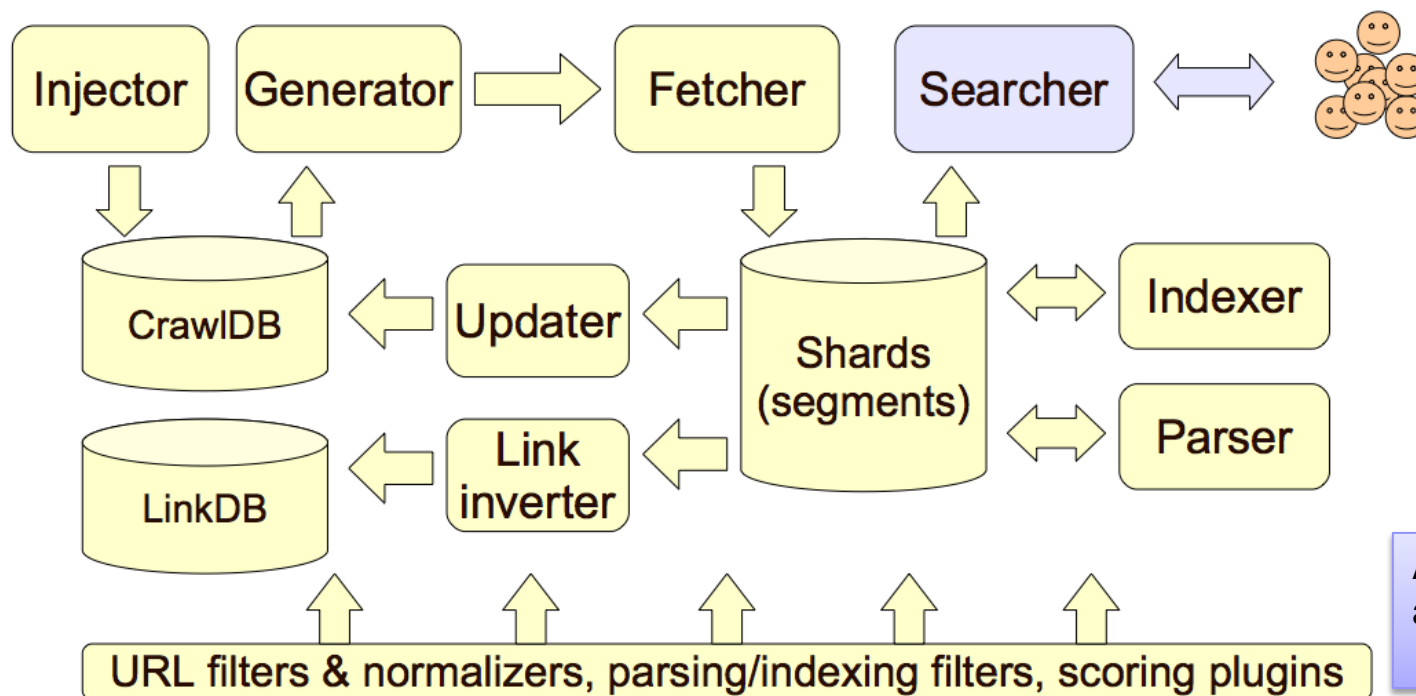 Injector
Generator
Fetcher
Searcher
CrawlDB
Updater
Shards
(segments)
Indexer
LinkDB
Link
inverter
Parser
URL filters & normalizers, parsing/indexing filters, scoring plugins